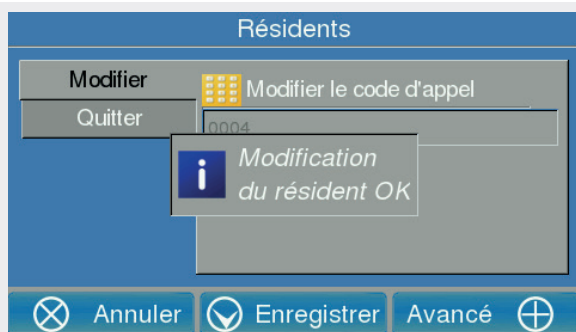 Résidents
Modifier
Quitter
Modifier le code d'appel
0004
Modification
du résident OK
Annuler
Enregistrer
Avancé